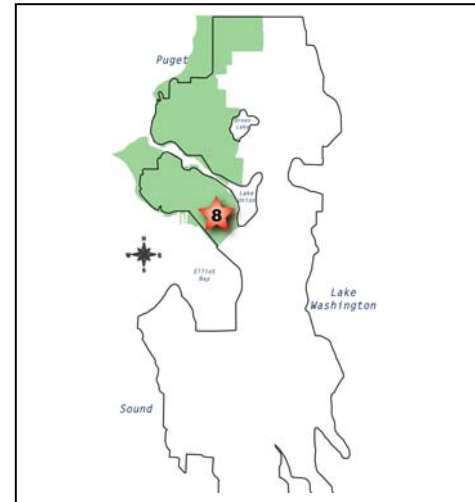 Puget
Green
Lake
Lake
Union
8
N
W
E
S
Elliot
Bay
Lake
Washington
Sound